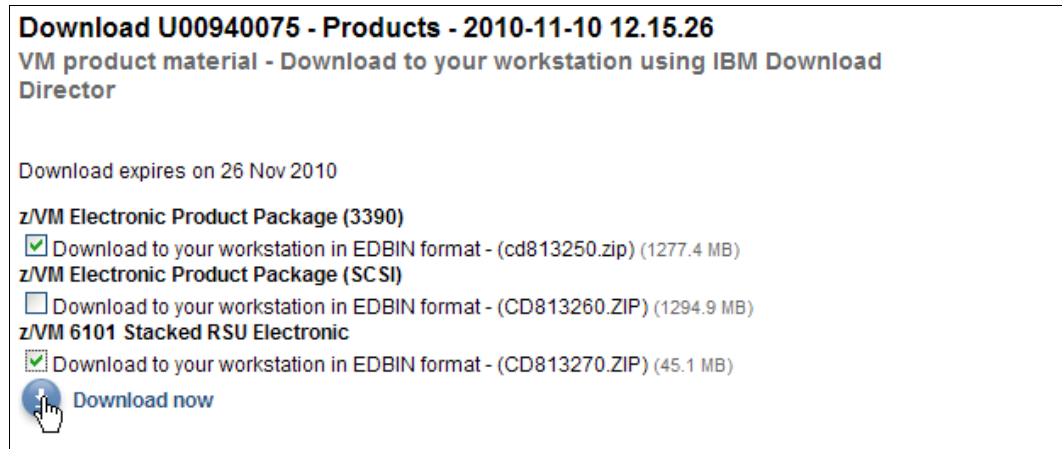 Download U00940075 - Products - 2010-11-10 12.15.26
VM product material - Download to your workstation using IBM Download
Director
Download expires on 26 Nov 2010
z/VM Electronic Product Package (3390)
Download to your workstation in EDBIN format - (cd813250.zip) (1277.4 MB)
z/VM Electronic Product Package (SCSI)
Download to your workstation in EDBIN format - (CD813260.ZIP) (1294.9 MB)
z/VM 6101 Stacked RSU Electronic
Download to your workstation in EDBIN format - (CD813270.ZIP) (45.1 MB)
Download now